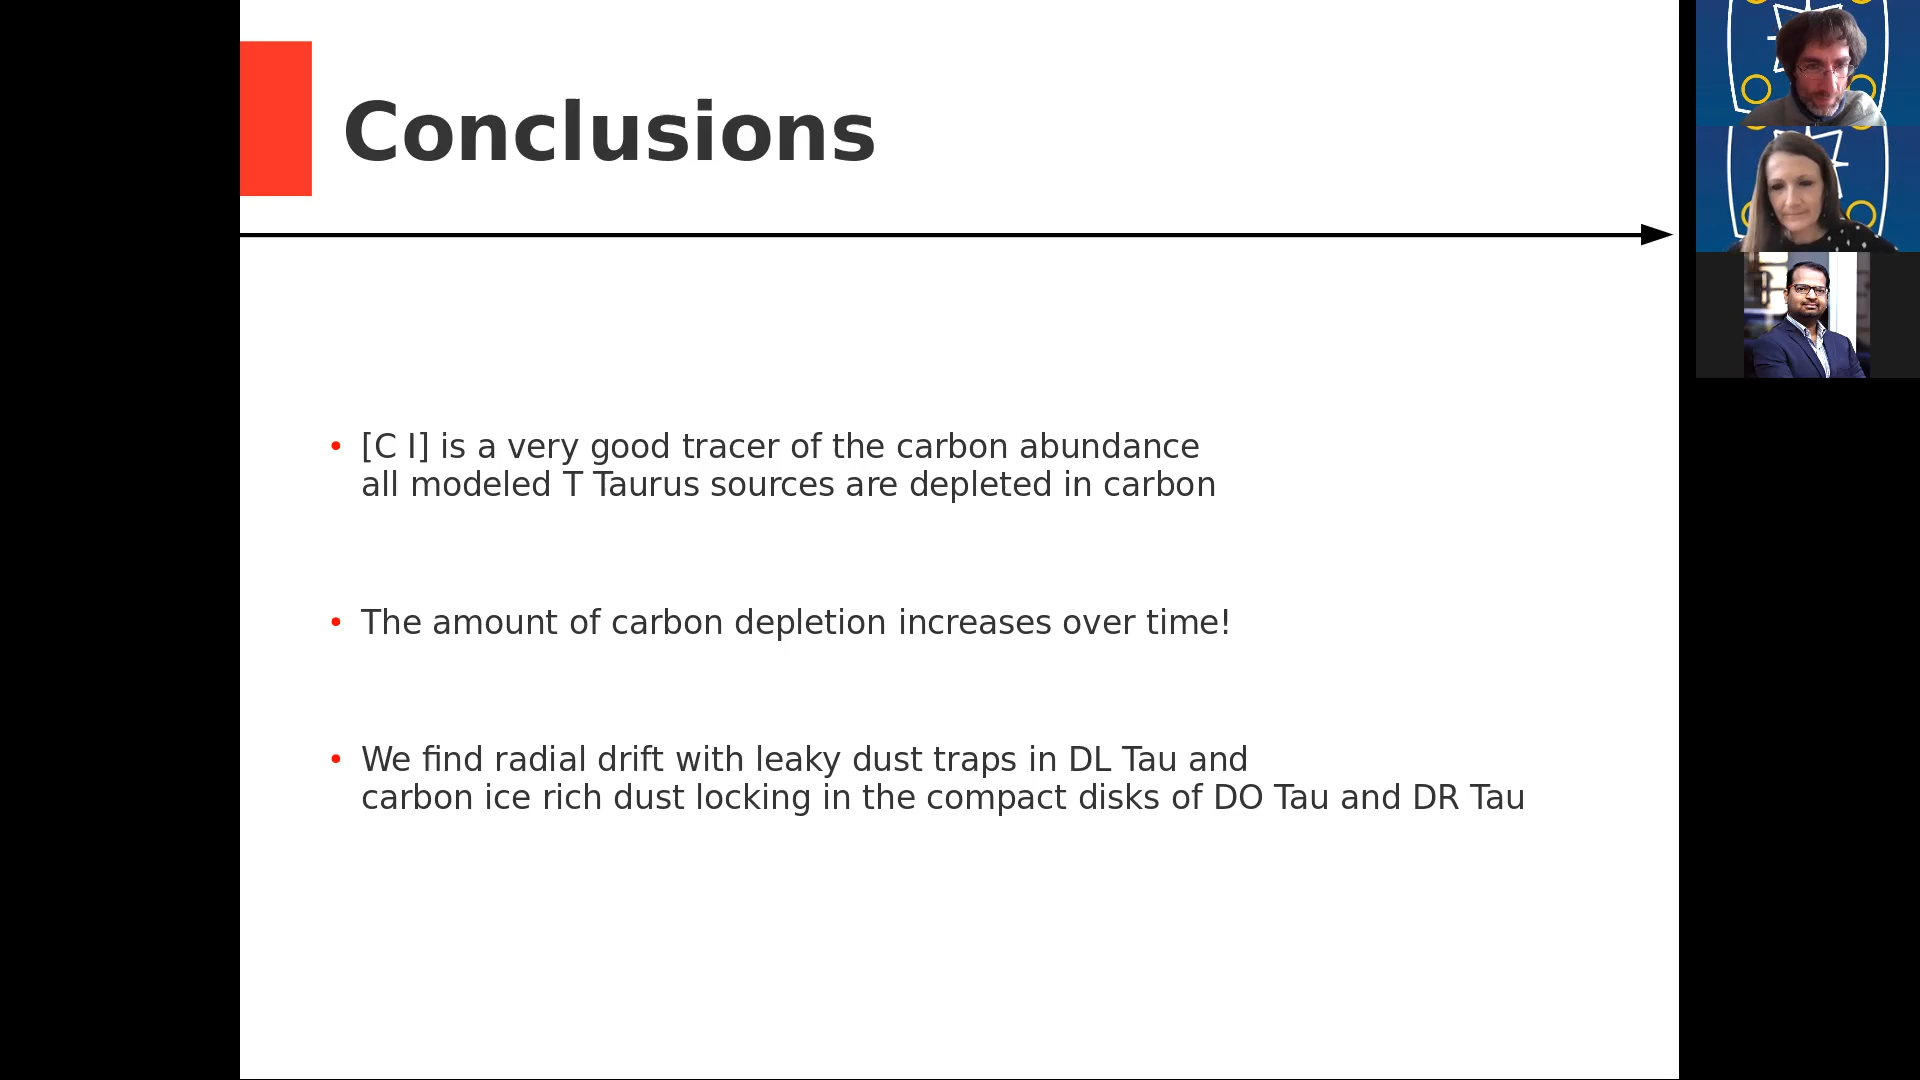 Conclusions
• [C I] is a very good tracer of the carbon abundance
all modeled T Taurus sources are depleted in carbon
• The amount of carbon depletion increases over time!
• We find radial drift with leaky dust traps in DL Tau and
carbon ice rich dust locking in the compact disks of DO Tau and DR Tau